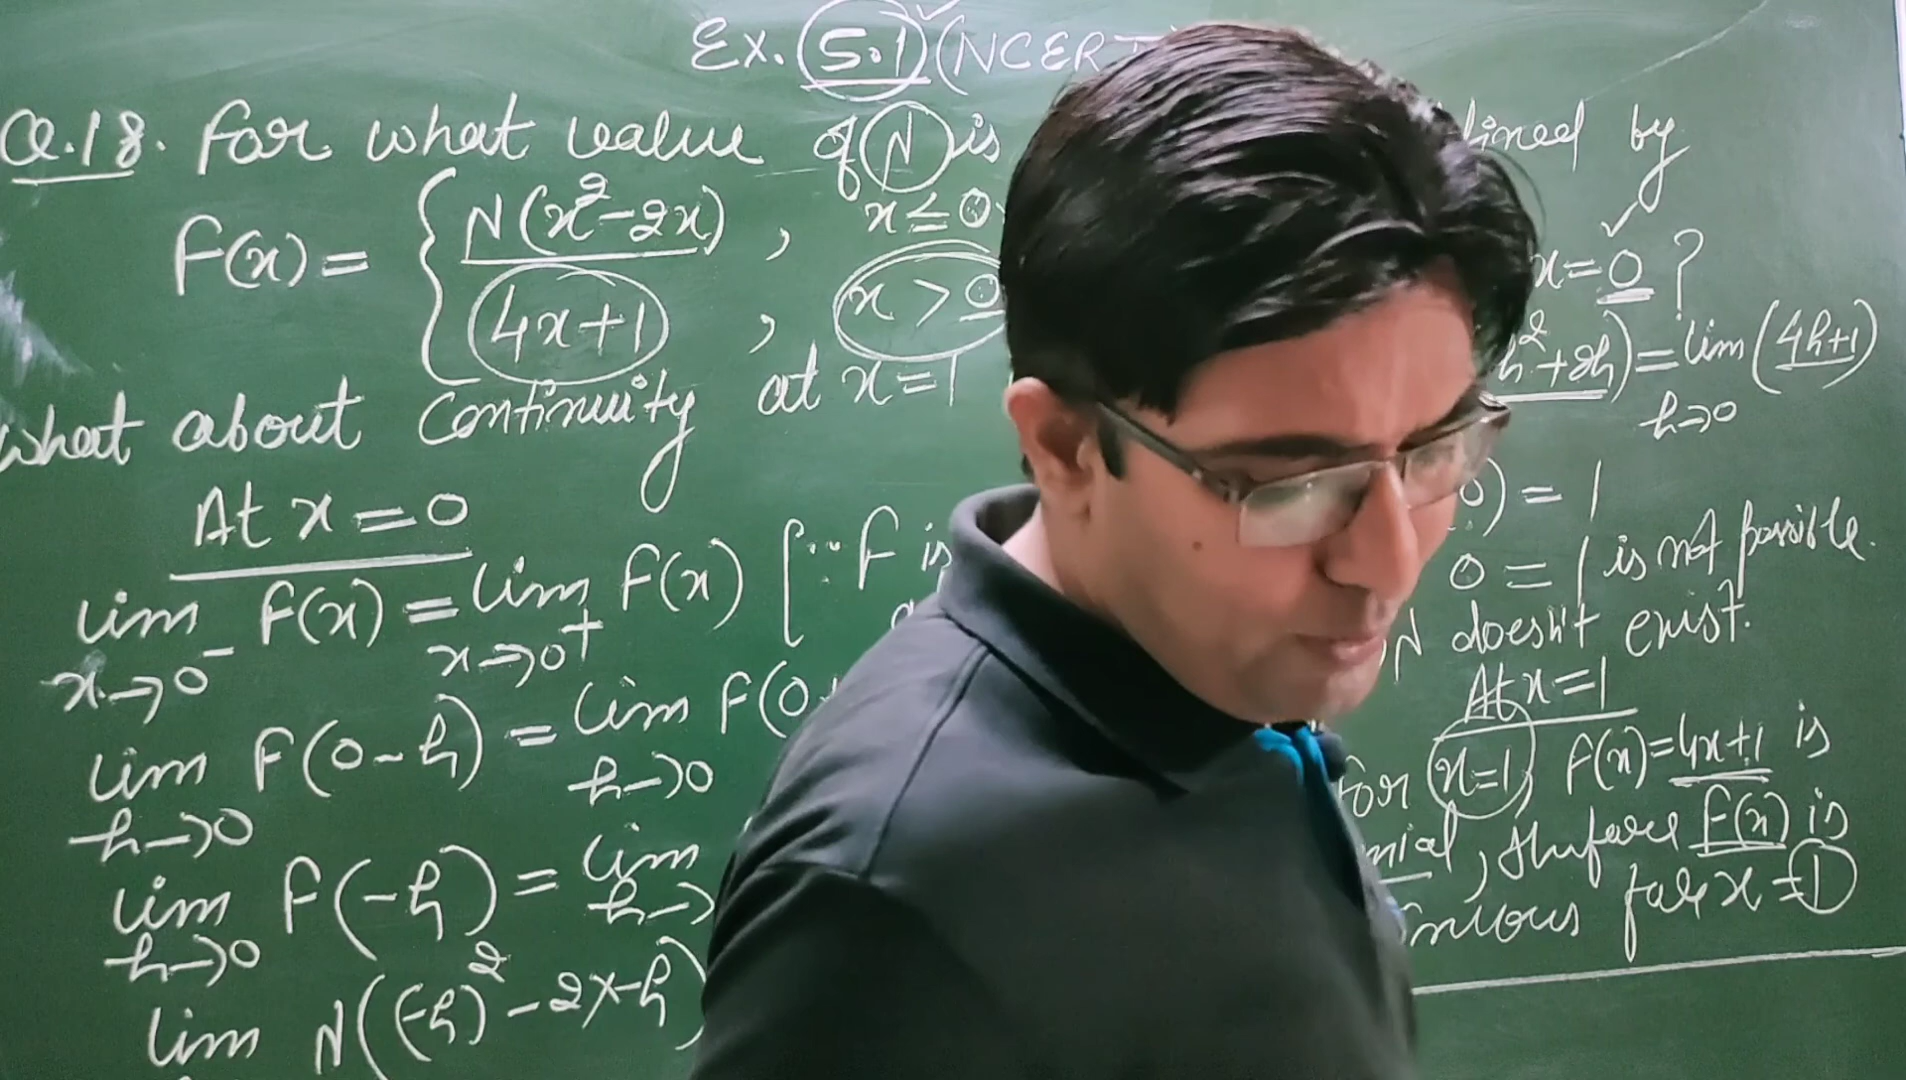 Ex. 5.1 (NCERT
Q.18. For what value of N is
fined by
F(x) = { N(x²-2x) , x ≤ 0
4x+1 , x > 0
x=0 ?
What about Continuity at x=1
At x = 0
lim F(x) = lim F(x) [∵ F is
x→0⁻ x→0⁺
lim F(0-h) = lim F(0+
h→0 h→0
lim F(-h) = lim
h→0 h→
lim N((-h)²-2×-h)
h²+2h) = lim (4h+1)
h→0
0) = 1
0 = 1 is not possible.
N doesn't exist.
At x=1
For x=1, F(x)=4x+1 is
mial, therefore F(x) is
nuous for x=1